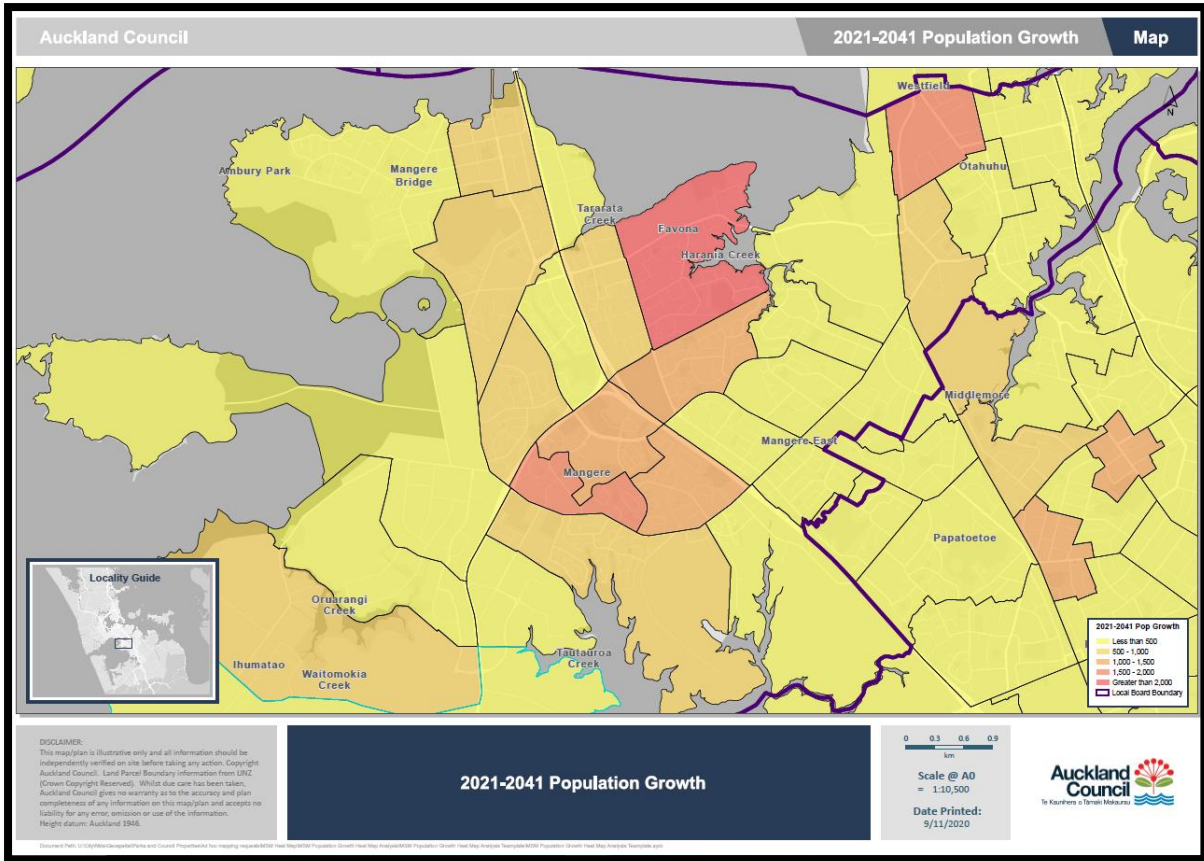 Auckland Council
2021-2041 Population Growth
Map
Westfield
N
Ambury Park
Mangere
Bridge
Otahuhu
Tararata
Creek
Favona
Harania Creek
Middlemore
Mangere East
Mangere
Papatoetoe
Locality Guide
Oruarangi
Creek
Ihumatao
Waitomokia
Creek
Tautauroa
Creek
2021-2041 Pop Growth
Less than 500
500 - 1,000
1,000 - 1,500
1,500 - 2,000
Greater than 2,000
Local Board Boundary
DISCLAIMER:
This map/plan is illustrative only and all information should be
independently verified on site before taking any action. Copyright
Auckland Council. Land Parcel Boundary information from LINZ
(Crown Copyright Reserved). Whilst due care has been taken,
Auckland Council gives no warranty as to the accuracy and plan
completeness of any information on this map/plan and accepts no
liability for any error, omission or use of the information.
Height datum: Auckland 1946.
2021-2041 Population Growth
0 0.3 0.6 0.9
km
Scale @ A0
= 1:10,500
Date Printed:
9/11/2020
Auckland
Council
Te Kaunihera o Tāmaki Makaurau